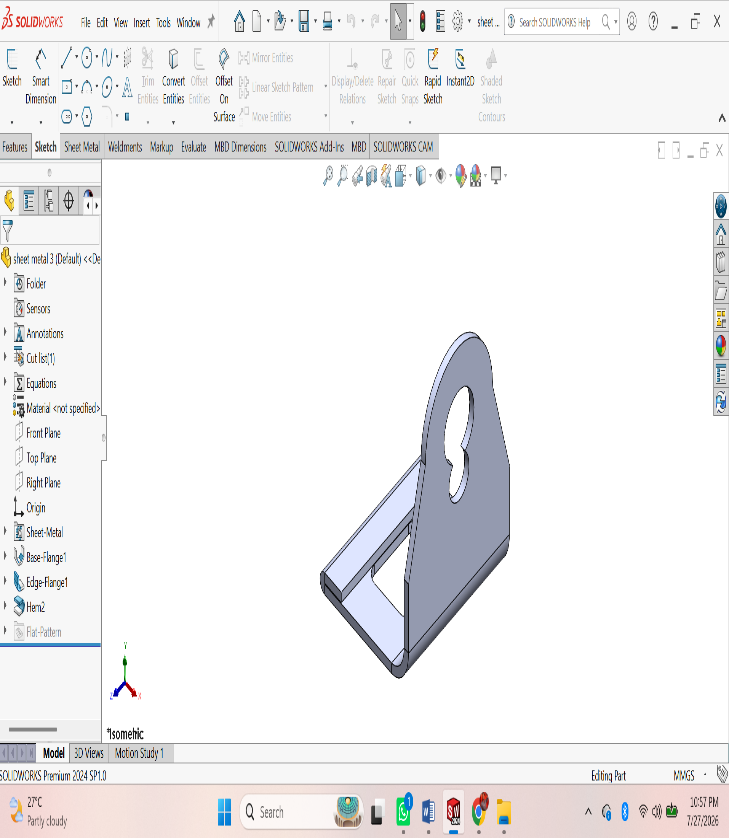 SOLIDWORKS File Edit View Insert Tools Window sheet ... Search SOLIDWORKS Help
Sketch Smart Dimension Trim Entities Convert Entities Offset Entities Offset On Surface Mirror Entities Linear Sketch Pattern Move Entities Display/Delete Relations Repair Sketch Quick Snaps Rapid Sketch Instant2D Shaded Sketch Contours
Features Sketch Sheet Metal Weldments Markup Evaluate MBD Dimensions SOLIDWORKS Add-Ins MBD SOLIDWORKS CAM
sheet metal 3 (Default) <<De
Folder
Sensors
Annotations
Cut list(1)
Equations
Material <not specified>
Front Plane
Top Plane
Right Plane
Origin
Sheet-Metal
Base-Flange1
Edge-Flange1
Hem2
Flat-Pattern
Y
Z X
*Isometric
Model 3D Views Motion Study 1
SOLIDWORKS Premium 2024 SP1.0 Editing Part MMGS
27°C
Partly cloudy
Search
1
10:57 PM
7/27/2026